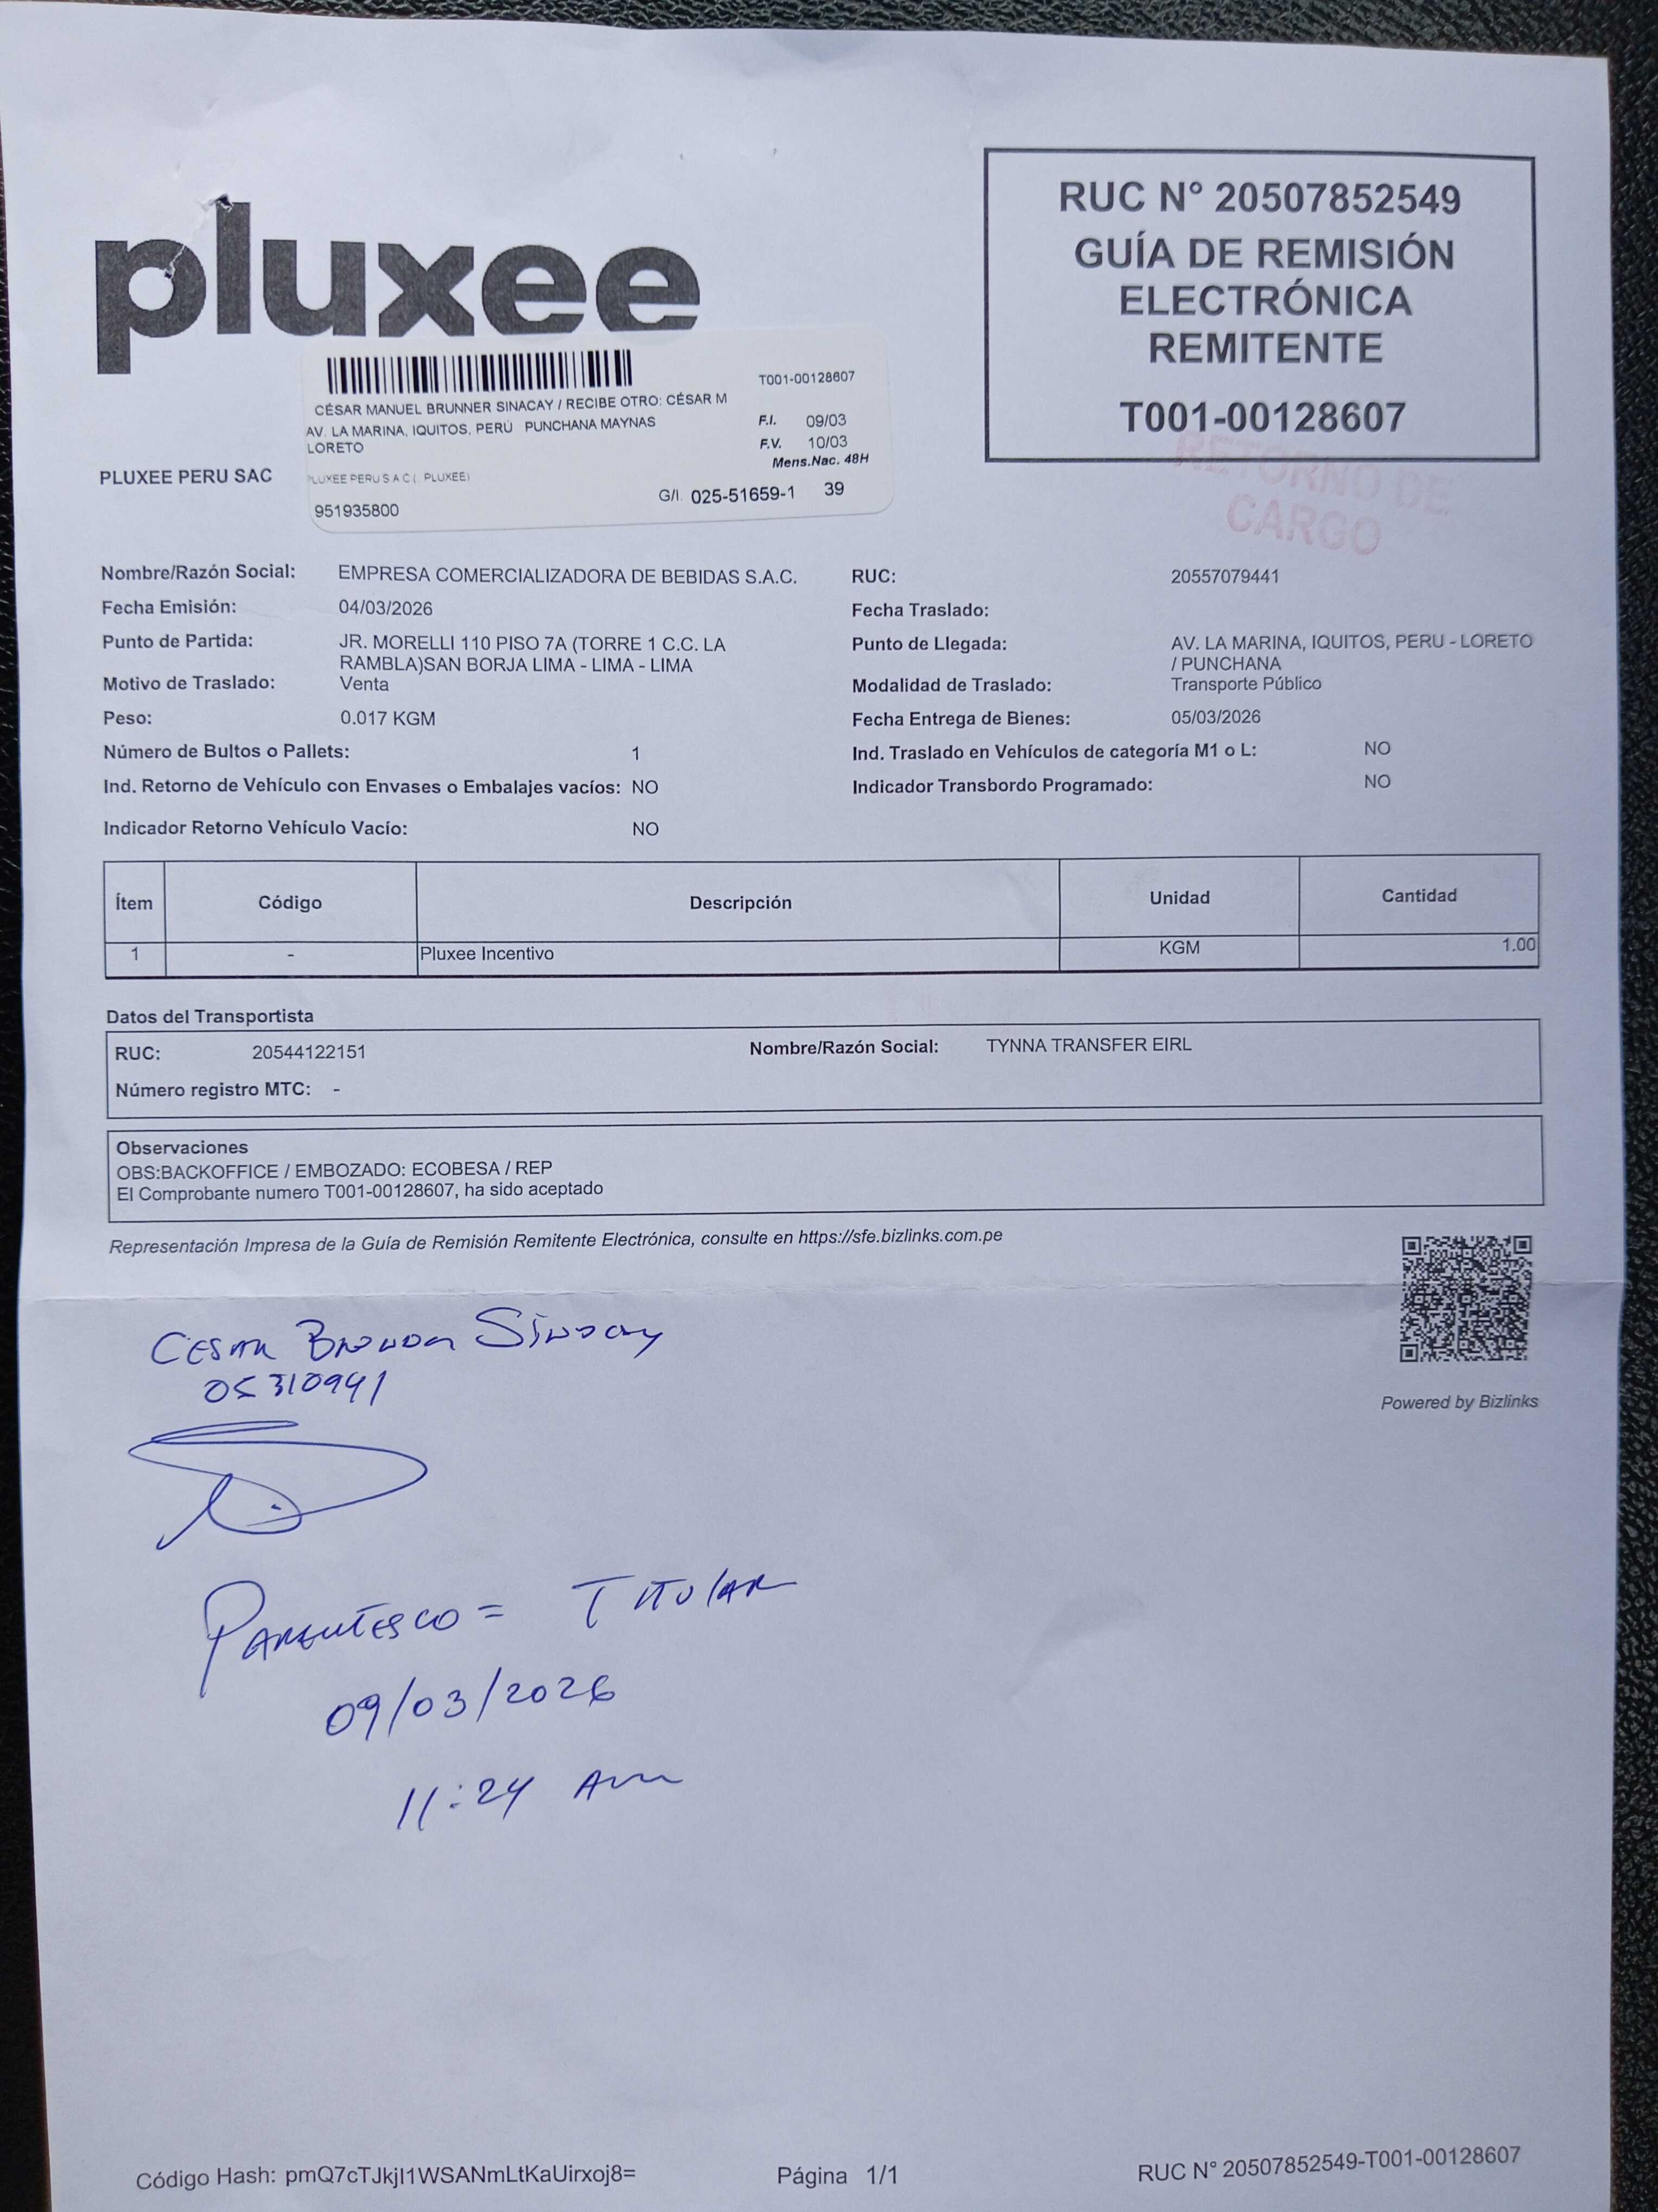 pluxee
RUC N° 20507852549
GUÍA DE REMISIÓN
ELECTRÓNICA
REMITENTE
T001-00128607
RETORNO DE
CARGO
T001-00128607
CÉSAR MANUEL BRUNNER SINACAY / RECIBE OTRO: CÉSAR M
AV. LA MARINA, IQUITOS, PERÚ PUNCHANA MAYNAS
LORETO
F.I. 09/03
F.V. 10/03
Mens.Nac. 48H
PLUXEE PERU S A C ( PLUXEE)
G/I. 025-51659-1 39
951935800
PLUXEE PERU SAC
Nombre/Razón Social: EMPRESA COMERCIALIZADORA DE BEBIDAS S.A.C. RUC: 20557079441
Fecha Emisión: 04/03/2026 Fecha Traslado:
Punto de Partida: JR. MORELLI 110 PISO 7A (TORRE 1 C.C. LA
RAMBLA)SAN BORJA LIMA - LIMA - LIMA
Punto de Llegada: AV. LA MARINA, IQUITOS, PERU - LORETO
/ PUNCHANA
Motivo de Traslado: Venta Modalidad de Traslado: Transporte Público
Peso: 0.017 KGM Fecha Entrega de Bienes: 05/03/2026
Número de Bultos o Pallets: 1 Ind. Traslado en Vehículos de categoría M1 o L: NO
Ind. Retorno de Vehículo con Envases o Embalajes vacíos: NO Indicador Transbordo Programado: NO
Indicador Retorno Vehículo Vacío: NO
Ítem Código Descripción Unidad Cantidad
1 - Pluxee Incentivo KGM 1.00
Datos del Transportista
RUC: 20544122151 Nombre/Razón Social: TYNNA TRANSFER EIRL
Número registro MTC: -
Observaciones
OBS:BACKOFFICE / EMBOZADO: ECOBESA / REP
El Comprobante numero T001-00128607, ha sido aceptado
Representación Impresa de la Guía de Remisión Remitente Electrónica, consulte en https://sfe.bizlinks.com.pe
Powered by Bizlinks
CESAR BRUNNER SINACAY
05310941
PARENTESCO = TITULAR
09/03/2026
11:24 AM
Código Hash: pmQ7cTJkjI1WSANmLtKaUirxoj8= Página 1/1 RUC N° 20507852549-T001-00128607